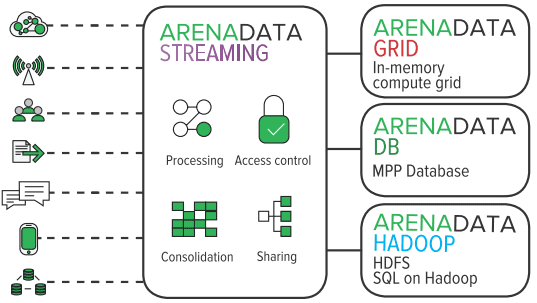 ARENADATA
STREAMING
Processing
Access control
Consolidation
Sharing
ARENADATA
GRID
In-memory
compute grid
ARENADATA
DB
MPP Database
ARENADATA
HADOOP
HDFS
SQL on Hadoop